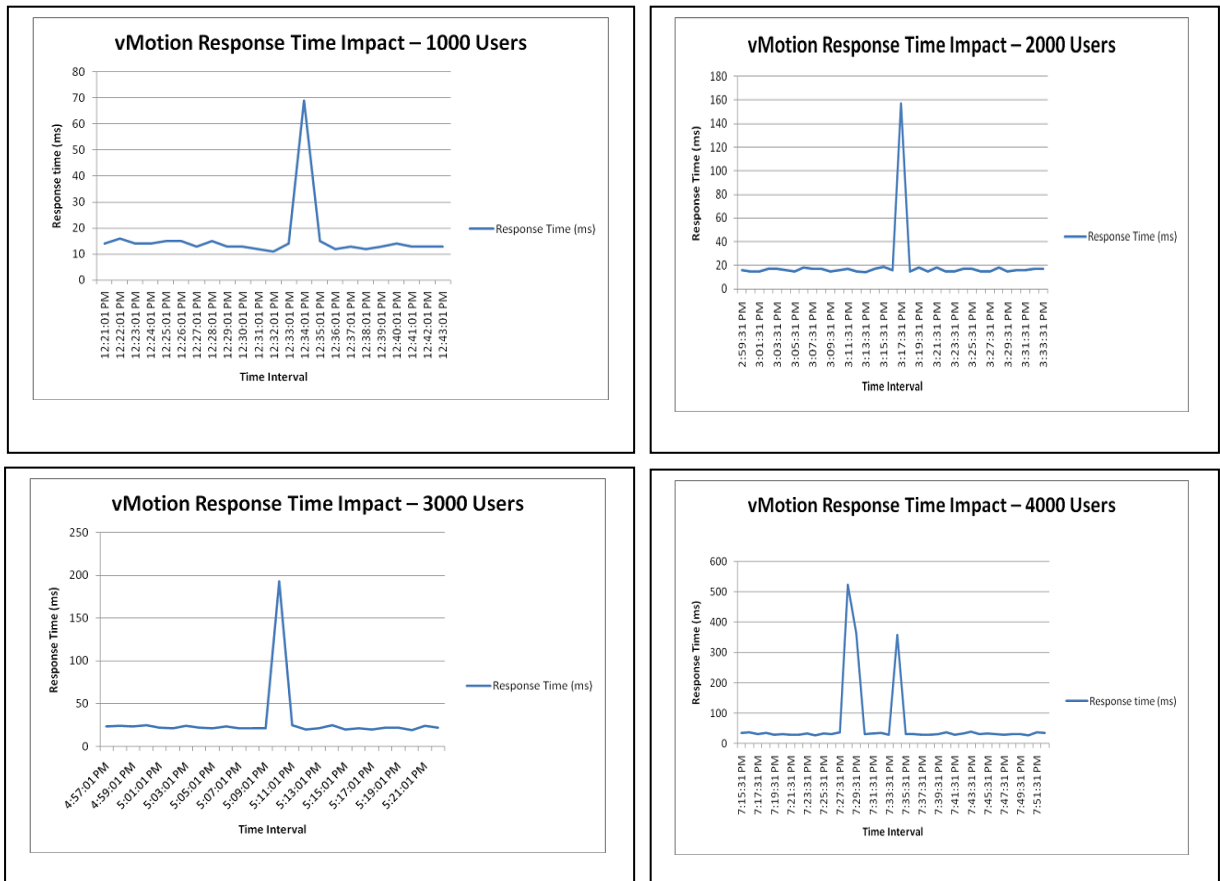 vMotion Response Time Impact – 1000 Users
80
70
60
50
40
30
20
10
0
Response time (ms)
12:21:01 PM
12:22:01 PM
12:23:01 PM
12:24:01 PM
12:25:01 PM
12:26:01 PM
12:27:01 PM
12:28:01 PM
12:29:01 PM
12:30:01 PM
12:31:01 PM
12:32:01 PM
12:33:01 PM
12:34:01 PM
12:35:01 PM
12:36:01 PM
12:37:01 PM
12:38:01 PM
12:39:01 PM
12:40:01 PM
12:41:01 PM
12:42:01 PM
12:43:01 PM
Time Interval
Response Time (ms)
vMotion Response Time Impact – 2000 Users
180
160
140
120
100
80
60
40
20
0
Response Time (ms)
2:59:31 PM
3:01:31 PM
3:03:31 PM
3:05:31 PM
3:07:31 PM
3:09:31 PM
3:11:31 PM
3:13:31 PM
3:15:31 PM
3:17:31 PM
3:19:31 PM
3:21:31 PM
3:23:31 PM
3:25:31 PM
3:27:31 PM
3:29:31 PM
3:31:31 PM
3:33:31 PM
Time Interval
Response Time (ms)
vMotion Response Time Impact – 3000 Users
250
200
150
100
50
0
Response Time (ms)
4:57:01 PM
4:59:01 PM
5:01:01 PM
5:03:01 PM
5:05:01 PM
5:07:01 PM
5:09:01 PM
5:11:01 PM
5:13:01 PM
5:15:01 PM
5:17:01 PM
5:19:01 PM
5:21:01 PM
Time Interval
Response Time (ms)
vMotion Response Time Impact – 4000 Users
600
500
400
300
200
100
0
Response Time (ms)
7:15:31 PM
7:17:31 PM
7:19:31 PM
7:21:31 PM
7:23:31 PM
7:25:31 PM
7:27:31 PM
7:29:31 PM
7:31:31 PM
7:33:31 PM
7:35:31 PM
7:37:31 PM
7:39:31 PM
7:41:31 PM
7:43:31 PM
7:45:31 PM
7:47:31 PM
7:49:31 PM
7:51:31 PM
Time Interval
Response time (ms)